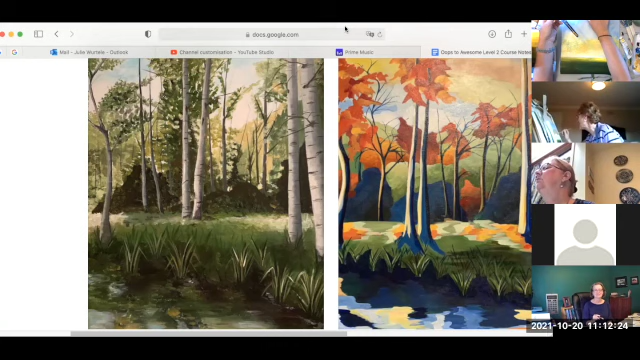 docs.google.com
Mail - Julie Wurtele - Outlook
Channel customisation - YouTube Studio
Prime Music
Oops to Awesome Level 2 Course Notes
2021-10-20 11:12:24